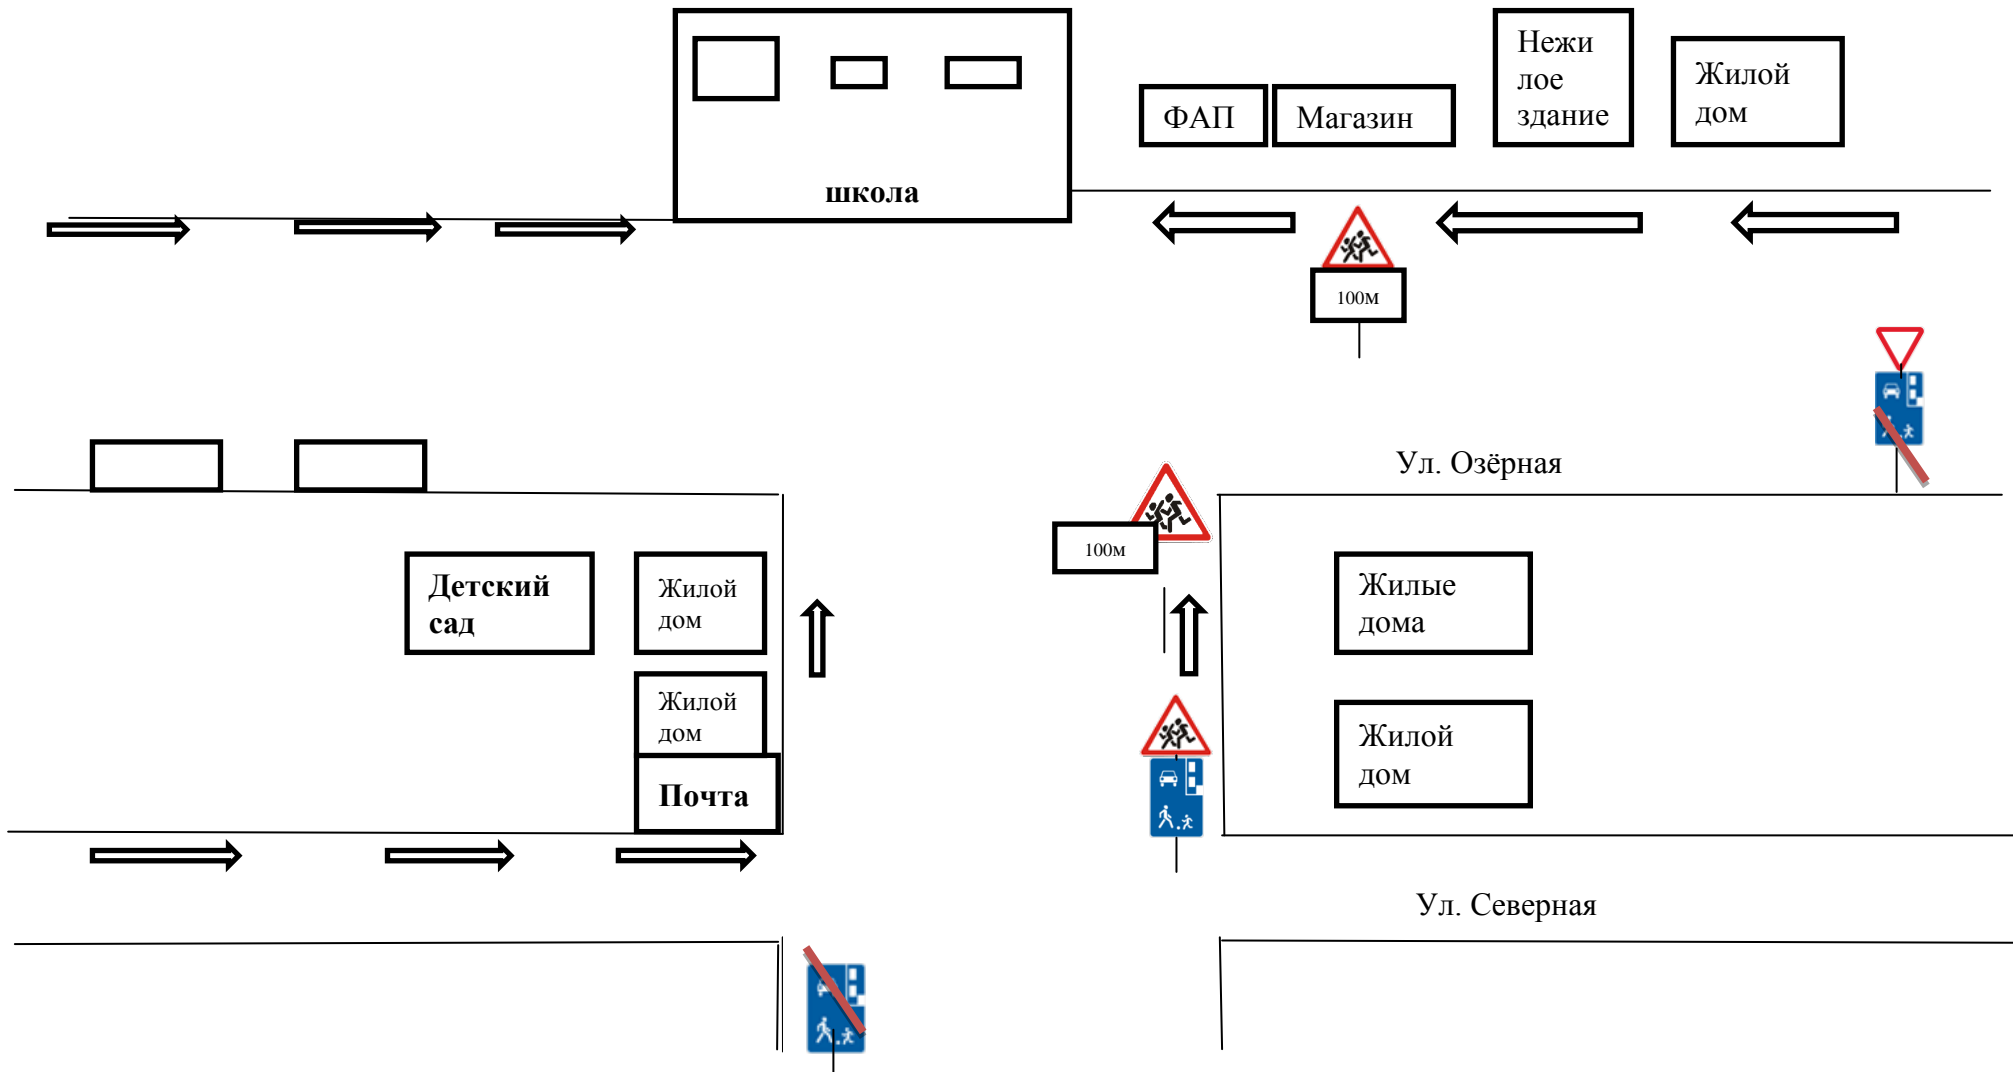 Нежи
лое
здание
Жилой
дом
ФАП
Магазин
школа
100м
Ул. Озёрная
100м
Детский
сад
Жилой
дом
Жилые
дома
Жилой
дом
Почта
Жилой
дом
Ул. Северная